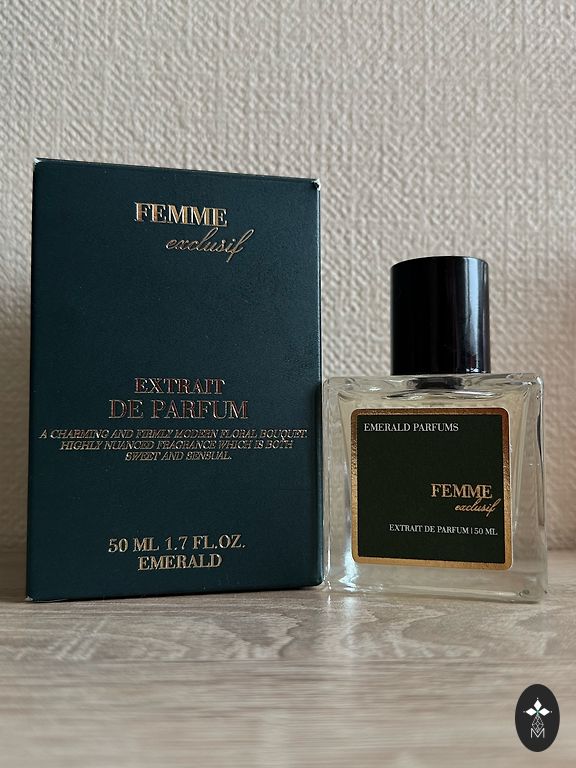 FEMME
exclusif
EXTRAIT
DE PARFUM
A CHARMING AND FIRMLY MODERN FLORAL BOUQUET.
HIGHLY NUANCED FRAGRANCE WHICH IS BOTH
SWEET AND SENSUAL.
50 ML 1.7 FL.OZ.
EMERALD
EMERALD PARFUMS
FEMME
exclusif
EXTRAIT DE PARFUM | 50 ML